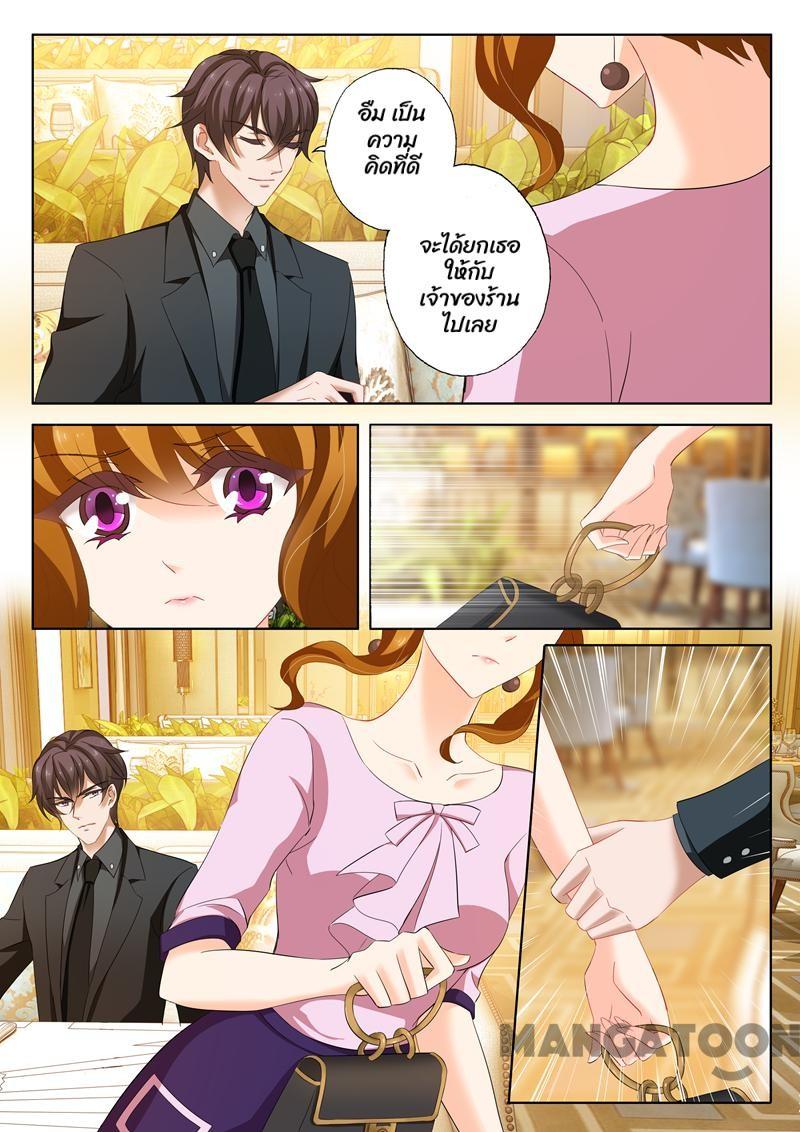 อืม เป็น
ความ
คิดที่ดี
จะได้ยกเธอ
ให้กับ
เจ้าของร้าน
ไปเลย
MANGATOON